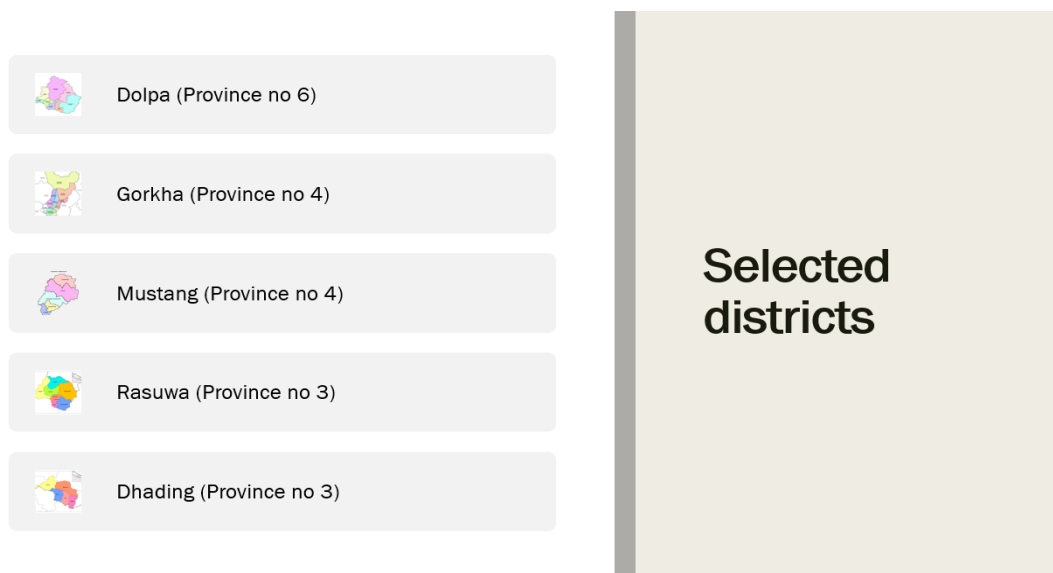 Dolpa (Province no 6)
Gorkha (Province no 4)
Mustang (Province no 4)
Rasuwa (Province no 3)
Dhading (Province no 3)
Selected
districts